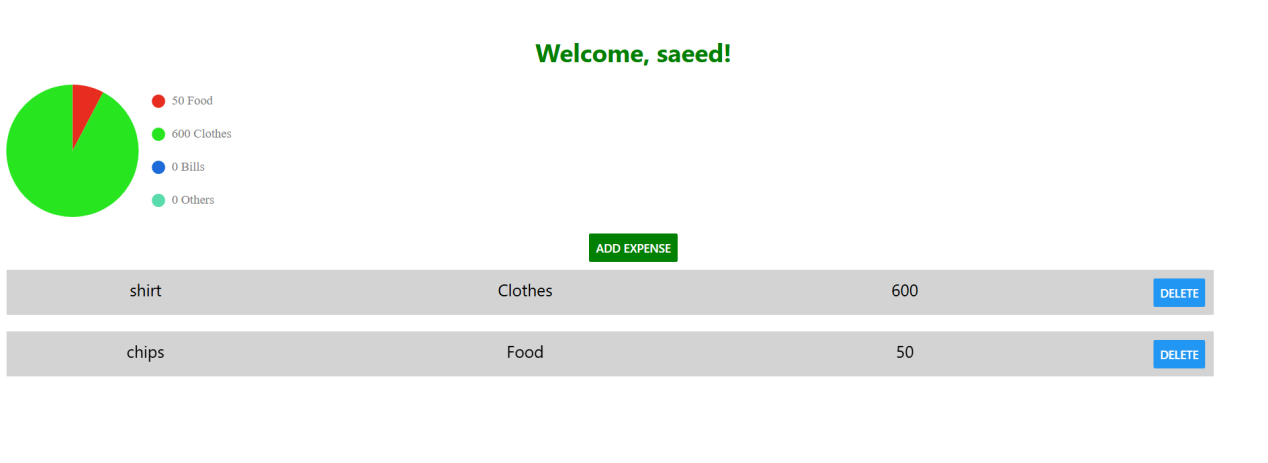 Welcome, saeed!
50 Food
600 Clothes
0 Bills
0 Others
ADD EXPENSE
shirt Clothes 600 DELETE
chips Food 50 DELETE